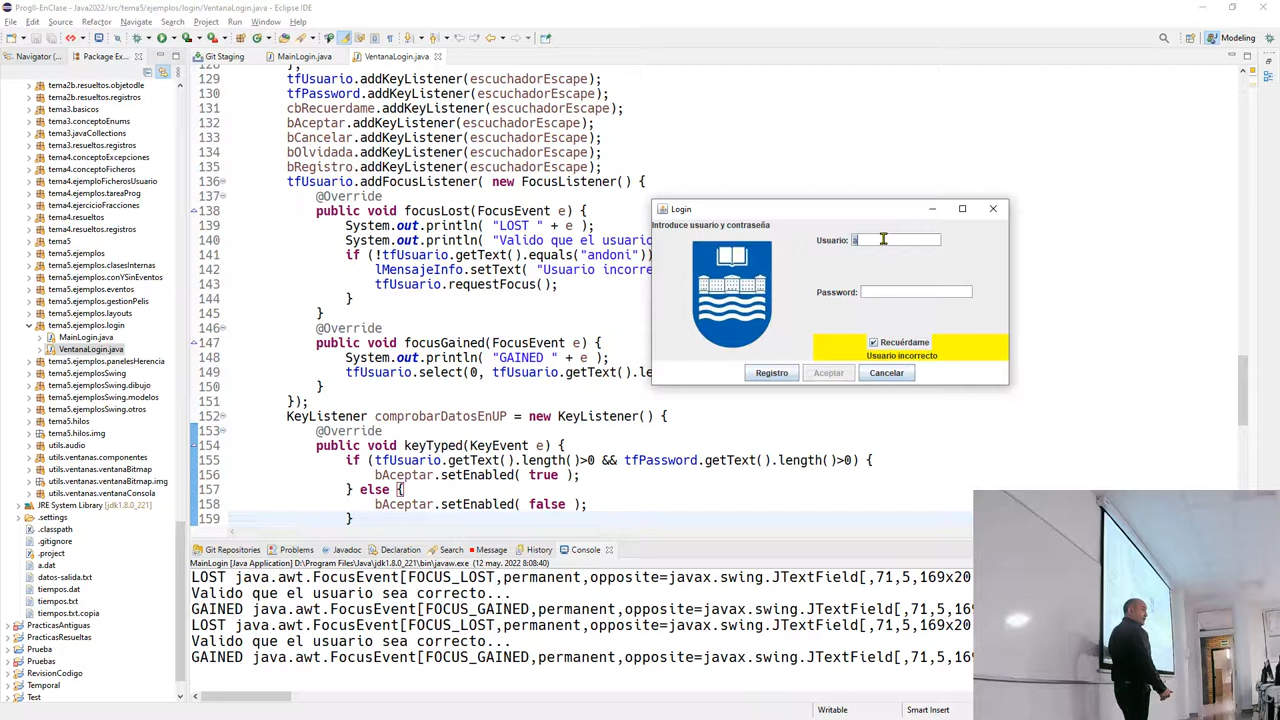 ProgII-EnClase - Java2022/src/tema5/ejemplos/login/VentanaLogin.java - Eclipse IDE
File Edit Source Refactor Navigate Search Project Run Window Help
Modeling
Navigator (...
Package Ex...
Git Staging
MainLogin.java
VentanaLogin.java
tema2b.resueltos.objetodle
tema2b.resueltos.registros
tema3.basicos
tema3.conceptoEnums
tema3.javaCollections
tema3.resueltos.registros
tema4.conceptoExcepciones
tema4.conceptoFicheros
tema4.ejemploFicherosUsuario
tema4.ejemplos.tareaProg
tema4.ejercicioFracciones
tema4.resueltos
tema5
tema5.ejemplos
tema5.ejemplos.clasesInternas
tema5.ejemplos.conYSinEventos
tema5.ejemplos.eventos
tema5.ejemplos.gestionPelis
tema5.ejemplos.layouts
tema5.ejemplos.login
MainLogin.java
VentanaLogin.java
tema5.ejemplos.panelesHerencia
tema5.ejemplosSwing
tema5.ejemplosSwing.dibujo
tema5.ejemplosSwing.modelos
tema5.ejemplosSwing.otros
tema5.hilos
tema5.hilos.img
utils.audio
utils.ventanas.componentes
utils.ventanas.ventanaBitmap
utils.ventanas.ventanaBitmap.img
utils.ventanas.ventanaConsola
JRE System Library [jdk1.8.0_221]
.settings
.classpath
.gitignore
.project
a.dat
datos-salida.txt
tiempos.dat
tiempos.txt
tiempos.txt.copia
PracticasAntiguas
PracticasResueltas
Prueba
Pruebas
RevisionCodigo
Temporal
Test
129 tfUsuario.addKeyListener(escuchadorEscape);
130 tfPassword.addKeyListener(escuchadorEscape);
131 cbRecuerdame.addKeyListener(escuchadorEscape);
132 bAceptar.addKeyListener(escuchadorEscape);
133 bCancelar.addKeyListener(escuchadorEscape);
134 bOlvidada.addKeyListener(escuchadorEscape);
135 bRegistro.addKeyListener(escuchadorEscape);
136 tfUsuario.addFocusListener( new FocusListener() {
137 @Override
138 public void focusLost(FocusEvent e) {
139 System.out.println( "LOST " + e );
140 System.out.println( "Valido que el usuario
141 if (!tfUsuario.getText().equals("andoni"))
142 lMensajeInfo.setText( "Usuario incorre
143 tfUsuario.requestFocus();
144 }
145 }
146 @Override
147 public void focusGained(FocusEvent e) {
148 System.out.println( "GAINED " + e );
149 tfUsuario.select(0, tfUsuario.getText().le
150 }
151 });
152 KeyListener comprobarDatosEnUP = new KeyListener() {
153 @Override
154 public void keyTyped(KeyEvent e) {
155 if (tfUsuario.getText().length()>0 && tfPassword.getText().length()>0) {
156 bAceptar.setEnabled( true );
157 } else {
158 bAceptar.setEnabled( false );
159 }
Login
Introduce usuario y contraseña
Usuario: a
Password:
Recuérdame
Usuario incorrecto
Registro Aceptar Cancelar
Git Repositories Problems Javadoc Declaration Search Message History Console
MainLogin [Java Application] D:\Program Files\Java\jdk1.8.0_221\bin\javaw.exe (12 may. 2022 8:08:40)
LOST java.awt.FocusEvent[FOCUS_LOST,permanent,opposite=javax.swing.JTextField[,71,5,169x20
Valido que el usuario sea correcto...
GAINED java.awt.FocusEvent[FOCUS_GAINED,permanent,opposite=javax.swing.JTextField[,71,5,169
LOST java.awt.FocusEvent[FOCUS_LOST,permanent,opposite=javax.swing.JTextField[,71,5,169x20
Valido que el usuario sea correcto...
GAINED java.awt.FocusEvent[FOCUS_GAINED,permanent,opposite=javax.swing.JTextField[,71,5,169
Writable
Smart Insert